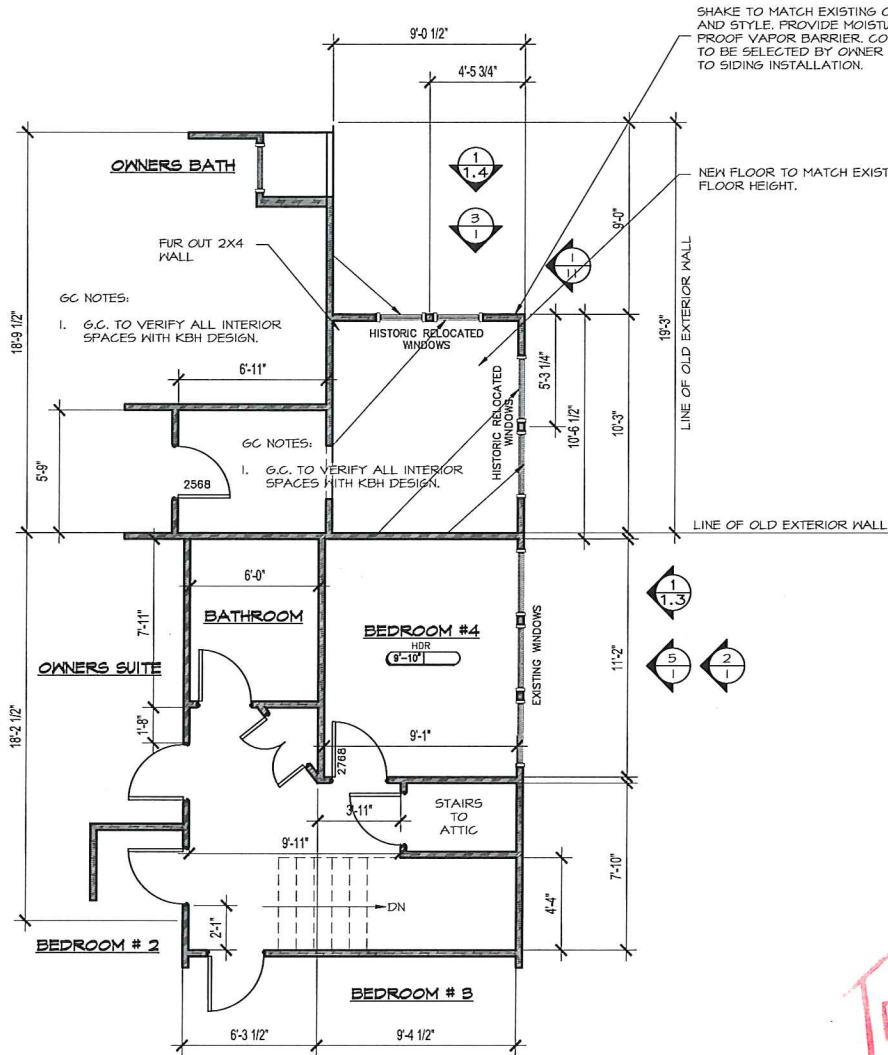 SHAKE TO MATCH EXISTING
AND STYLE. PROVIDE
PROOF VAPOR BARRIER.
TO BE SELECTED BY OWNER
TO SIDING INSTALLATION.
9'-0 1/2"
4'-5 3/4"
OWNERS BATH
1
1.4
3
1
NEW FLOOR TO MATCH
FLOOR HEIGHT.
9'-0"
FUR OUT 2X4
WALL
1
11
GC NOTES:
1. G.C. TO VERIFY ALL INTERIOR
SPACES WITH KBH DESIGN.
HISTORIC RELOCATED
WINDOWS
18'-9 1/2"
6'-11"
HISTORIC RELOCATED
WINDOWS
5'-3 1/4"
10'-6 1/2"
10'-3"
19'-3"
LINE OF OLD EXTERIOR WALL
5'-9"
2568
GC NOTES:
1. G.C. TO VERIFY ALL INTERIOR
SPACES WITH KBH DESIGN.
LINE OF OLD EXTERIOR WALL
6'-0"
7'-11"
BATHROOM
BEDROOM #4
HDR
9'-10"
EXISTING WINDOWS
1
1.3
5
1
2
1
11'-2"
OWNERS SUITE
18'-2 1/2"
1'-8"
9'-1"
2768
3'-11"
STAIRS
TO
ATTIC
9'-11"
7'-10"
4'-4"
DN
2'-1"
BEDROOM # 2
BEDROOM # 3
6'-3 1/2"
9'-4 1/2"